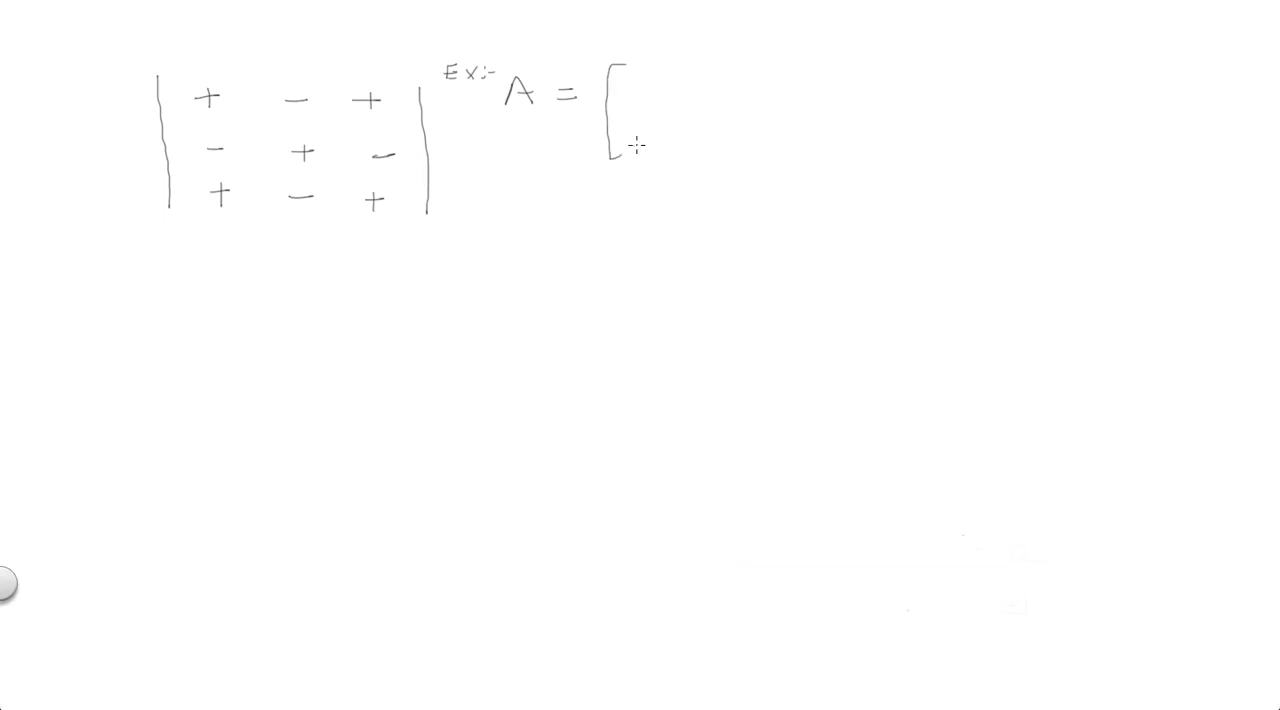 | + - + |
| - + - |
| + - + |
Ex:- A = [